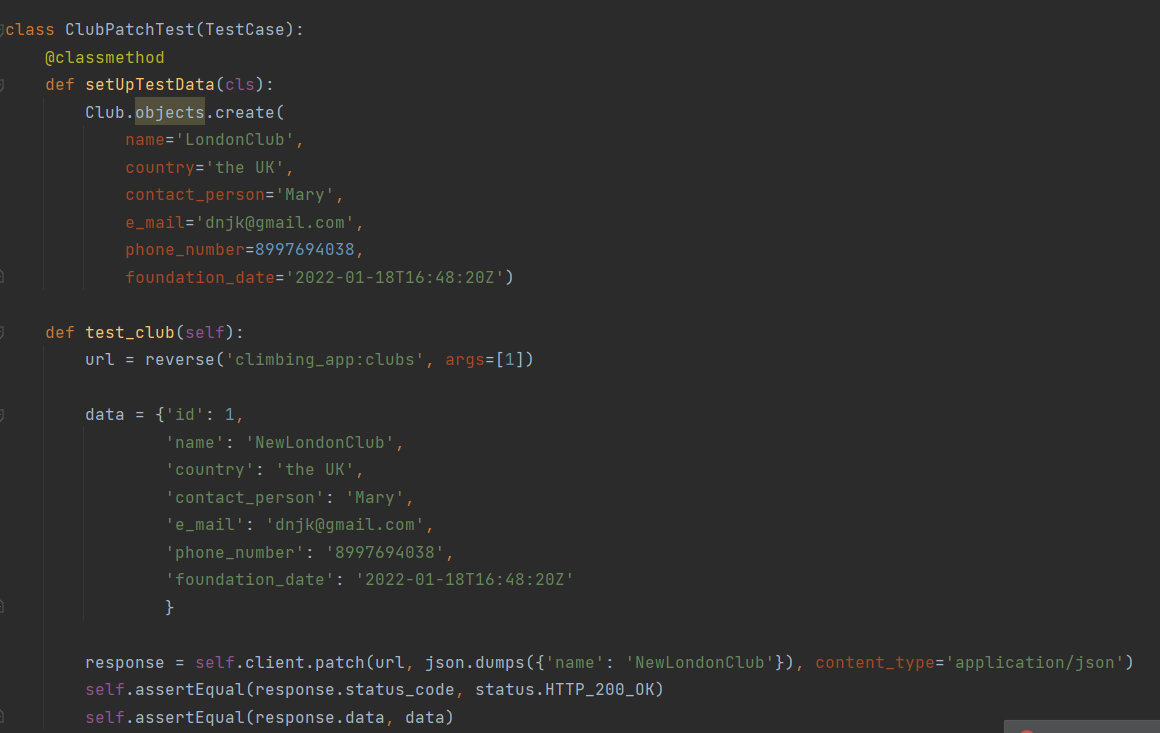 class ClubPatchTest(TestCase):
    @classmethod
    def setUpTestData(cls):
        Club.objects.create(
            name='LondonClub',
            country='the UK',
            contact_person='Mary',
            e_mail='dnjk@gmail.com',
            phone_number=8997694038,
            foundation_date='2022-01-18T16:48:20Z')
    def test_club(self):
        url = reverse('climbing_app:clubs', args=[1])
        data = {'id': 1,
                'name': 'NewLondonClub',
                'country': 'the UK',
                'contact_person': 'Mary',
                'e_mail': 'dnjk@gmail.com',
                'phone_number': '8997694038',
                'foundation_date': '2022-01-18T16:48:20Z'
                }
        response = self.client.patch(url, json.dumps({'name': 'NewLondonClub'}), content_type='application/json')
        self.assertEqual(response.status_code, status.HTTP_200_OK)
        self.assertEqual(response.data, data)